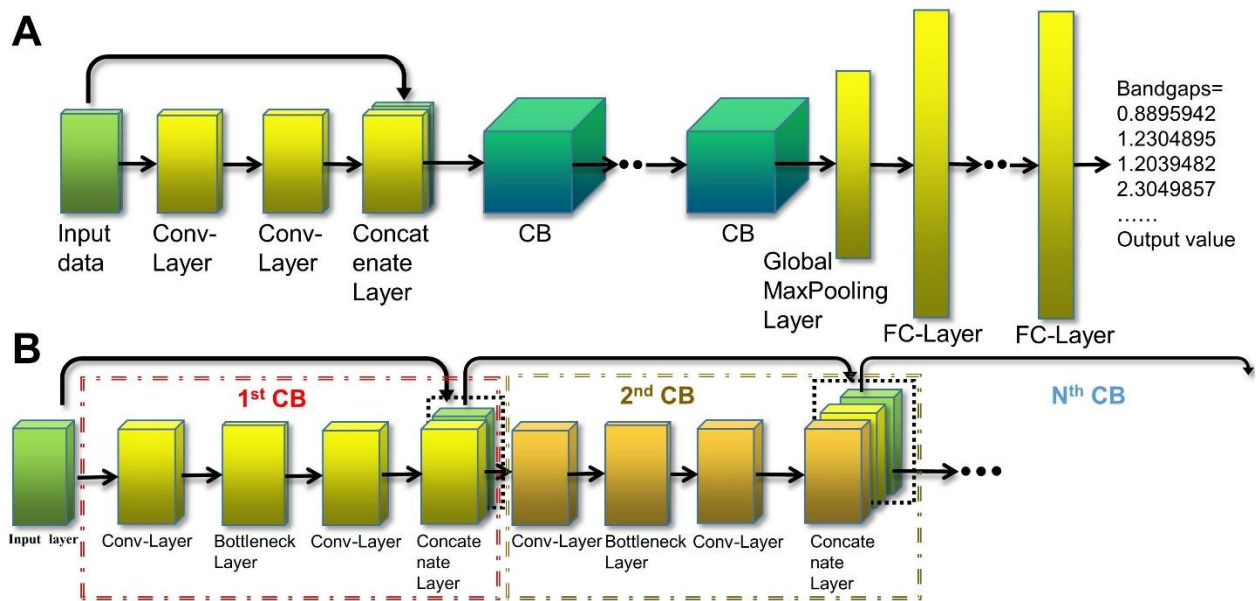 A
Input
data
Conv-
Layer
Conv-
Layer
Concat
enate
Layer
CB
CB
Global
MaxPooling
Layer
FC-Layer
FC-Layer
Bandgaps=
0.8895942
1.2304895
1.2039482
2.3049857
......
Output value
B
1st CB
2nd CB
Nth CB
Input layer
Conv-Layer
Bottleneck
Layer
Conv-Layer
Concate
nate
Layer
Conv-Layer
Bottleneck
Layer
Conv-Layer
Concate
nate
Layer